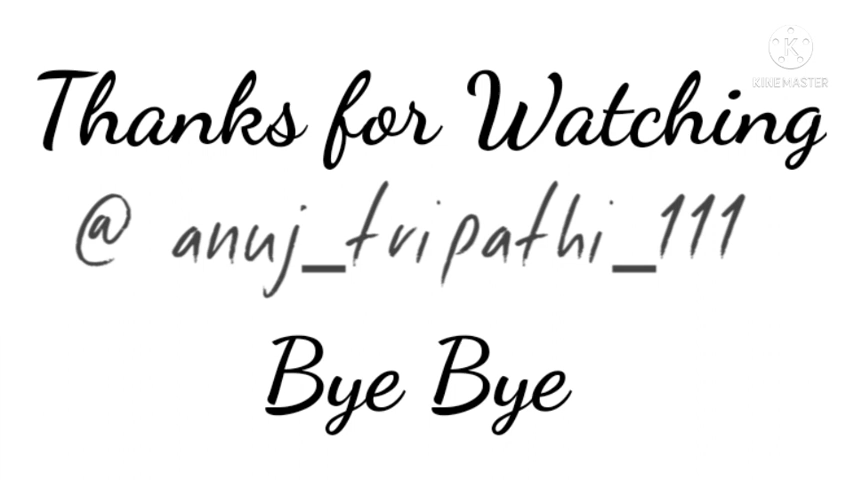 KINEMASTER
Thanks for Watching
@ anuj_tripathi_111
Bye Bye